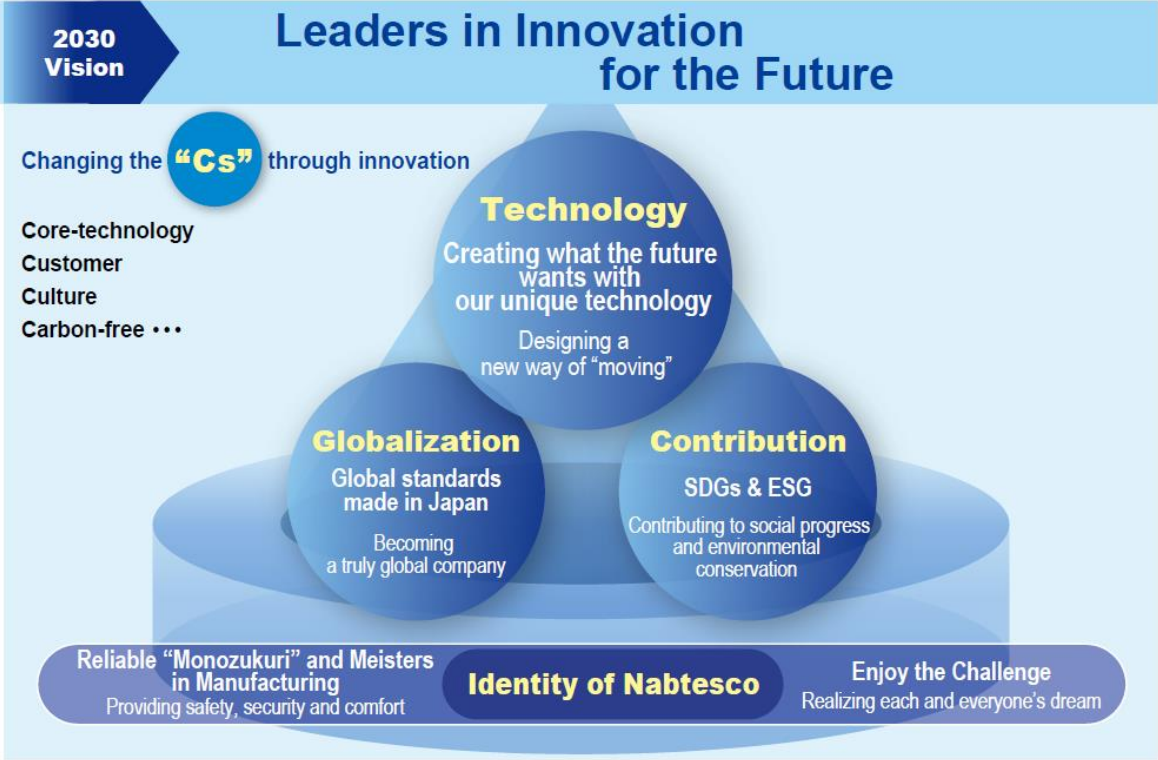 2030
Vision
Leaders in Innovation
for the Future
Changing the “Cs” through innovation
Core-technology
Customer
Culture
Carbon-free •••
Technology
Creating what the future
wants with
our unique technology
Designing a
new way of “moving”
Globalization
Global standards
made in Japan
Becoming
a truly global company
Contribution
SDGs & ESG
Contributing to social progress
and environmental
conservation
Reliable “Monozukuri” and Meisters
in Manufacturing
Providing safety, security and comfort
Identity of Nabtesco
Enjoy the Challenge
Realizing each and everyone’s dream